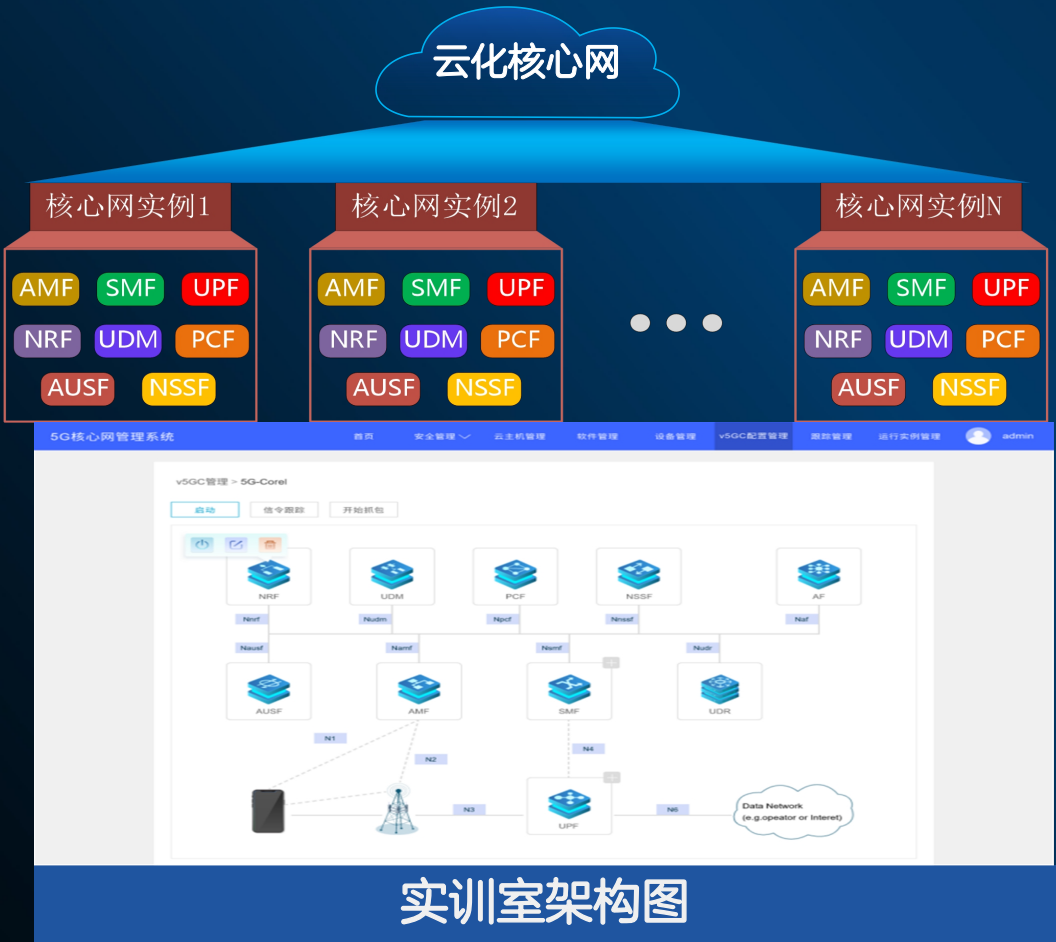 云化核心网
核心网实例1 核心网实例2 核心网实例N
AMF SMF UPF AMF SMF UPF AMF SMF UPF
NRF UDM PCF NRF UDM PCF NRF UDM PCF
AUSF NSSF AUSF NSSF AUSF NSSF
5G核心网管理系统 首页 安全管理 云主机管理 软件管理 设备管理 v5GC配置管理 跟踪管理 运行实例管理 admin
v5GC管理 > 5G-Corel
启动 信令跟踪 开始抓包
NRF UDM PCF NSSF AF
Nnrf Nudm Npcf Nnssf Naf
Nausf Namf Nsmf Nudr
AUSF AMF SMF UDR
N1 N2 N4
N3 UPF N6
Data Network
(e.g.opeator or Interet)
实训室架构图